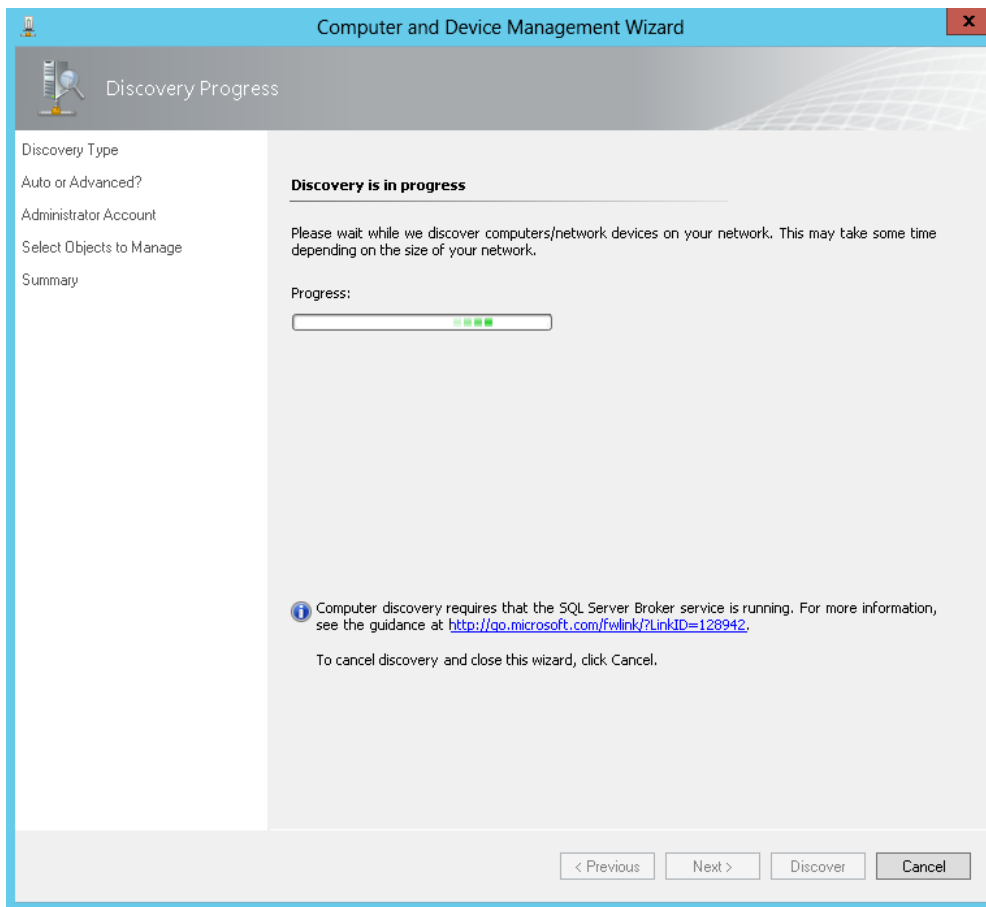 Computer and Device Management Wizard
x
Discovery Progress
Discovery Type
Auto or Advanced?
Administrator Account
Select Objects to Manage
Summary
Discovery is in progress
Please wait while we discover computers/network devices on your network. This may take some time
depending on the size of your network.
Progress:
Computer discovery requires that the SQL Server Broker service is running. For more information,
see the guidance at http://go.microsoft.com/fwlink/?LinkID=128942.
To cancel discovery and close this wizard, click Cancel.
< Previous
Next >
Discover
Cancel